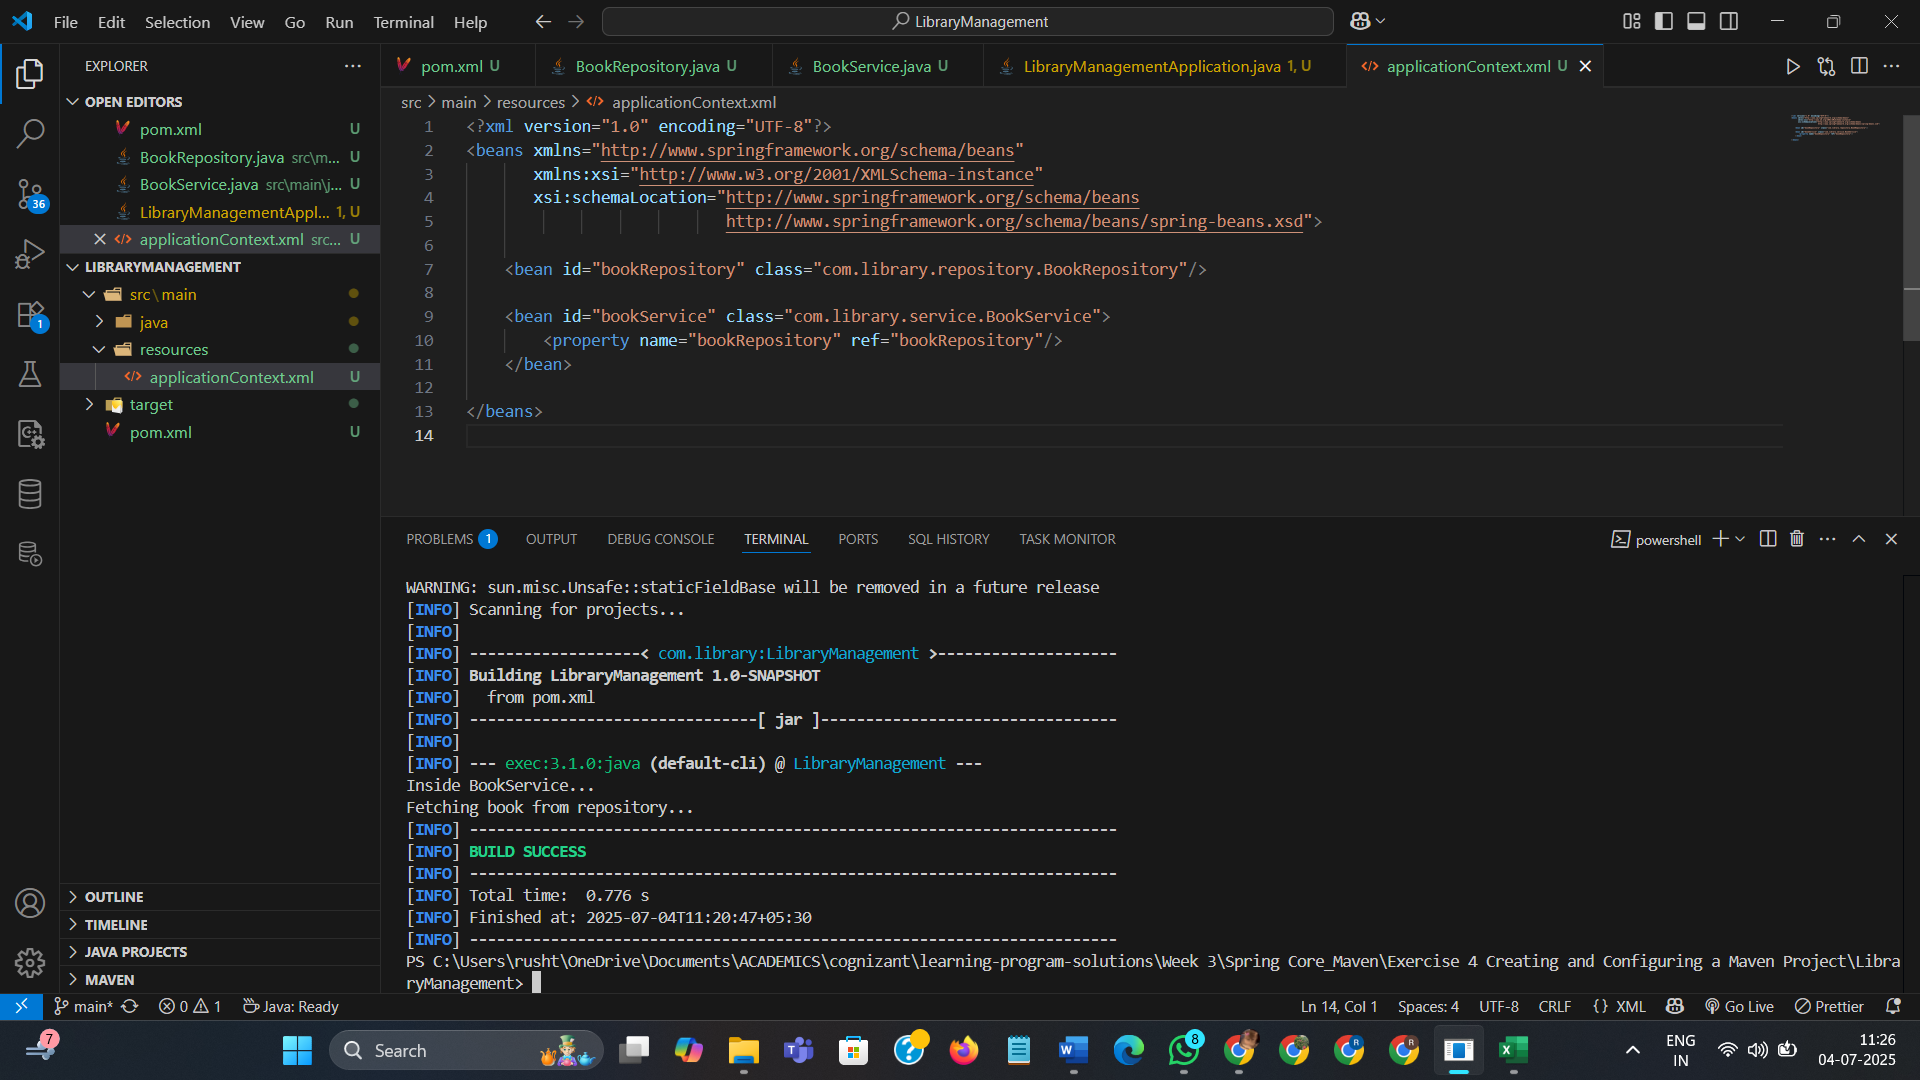 File Edit Selection View Go Run Terminal Help
LibraryManagement
EXPLORER
OPEN EDITORS
pom.xml U
BookRepository.java src\m... U
BookService.java src\main\j... U
LibraryManagementAppl... 1, U
applicationContext.xml src... U
LIBRARYMANAGEMENT
src\main
java
resources
applicationContext.xml U
target
pom.xml U
OUTLINE
TIMELINE
JAVA PROJECTS
MAVEN
36
1
pom.xml U
BookRepository.java U
BookService.java U
LibraryManagementApplication.java 1, U
applicationContext.xml U
src > main > resources > applicationContext.xml
1 <?xml version="1.0" encoding="UTF-8"?>
2 <beans xmlns="http://www.springframework.org/schema/beans"
3 xmlns:xsi="http://www.w3.org/2001/XMLSchema-instance"
4 xsi:schemaLocation="http://www.springframework.org/schema/beans
5 http://www.springframework.org/schema/beans/spring-beans.xsd">
6
7 <bean id="bookRepository" class="com.library.repository.BookRepository"/>
8
9 <bean id="bookService" class="com.library.service.BookService">
10 <property name="bookRepository" ref="bookRepository"/>
11 </bean>
12
13 </beans>
14
PROBLEMS 1 OUTPUT DEBUG CONSOLE TERMINAL PORTS SQL HISTORY TASK MONITOR
powershell
WARNING: sun.misc.Unsafe::staticFieldBase will be removed in a future release
[INFO] Scanning for projects...
[INFO]
[INFO] -------------------< com.library:LibraryManagement >--------------------
[INFO] Building LibraryManagement 1.0-SNAPSHOT
[INFO]   from pom.xml
[INFO] --------------------------------[ jar ]---------------------------------
[INFO]
[INFO] --- exec:3.1.0:java (default-cli) @ LibraryManagement ---
Inside BookService...
Fetching book from repository...
[INFO] ------------------------------------------------------------------------
[INFO] BUILD SUCCESS
[INFO] ------------------------------------------------------------------------
[INFO] Total time:  0.776 s
[INFO] Finished at: 2025-07-04T11:20:47+05:30
[INFO] ------------------------------------------------------------------------
PS C:\Users\rusht\OneDrive\Documents\ACADEMICS\cognizant\learning-program-solutions\Week 3\Spring Core_Maven\Exercise 4 Creating and Configuring a Maven Project\Libra
ryManagement>
main* 0 1 Java: Ready
Ln 14, Col 1 Spaces: 4 UTF-8 CRLF {} XML Go Live Prettier
7
Search
8
ENG
IN
11:26
04-07-2025